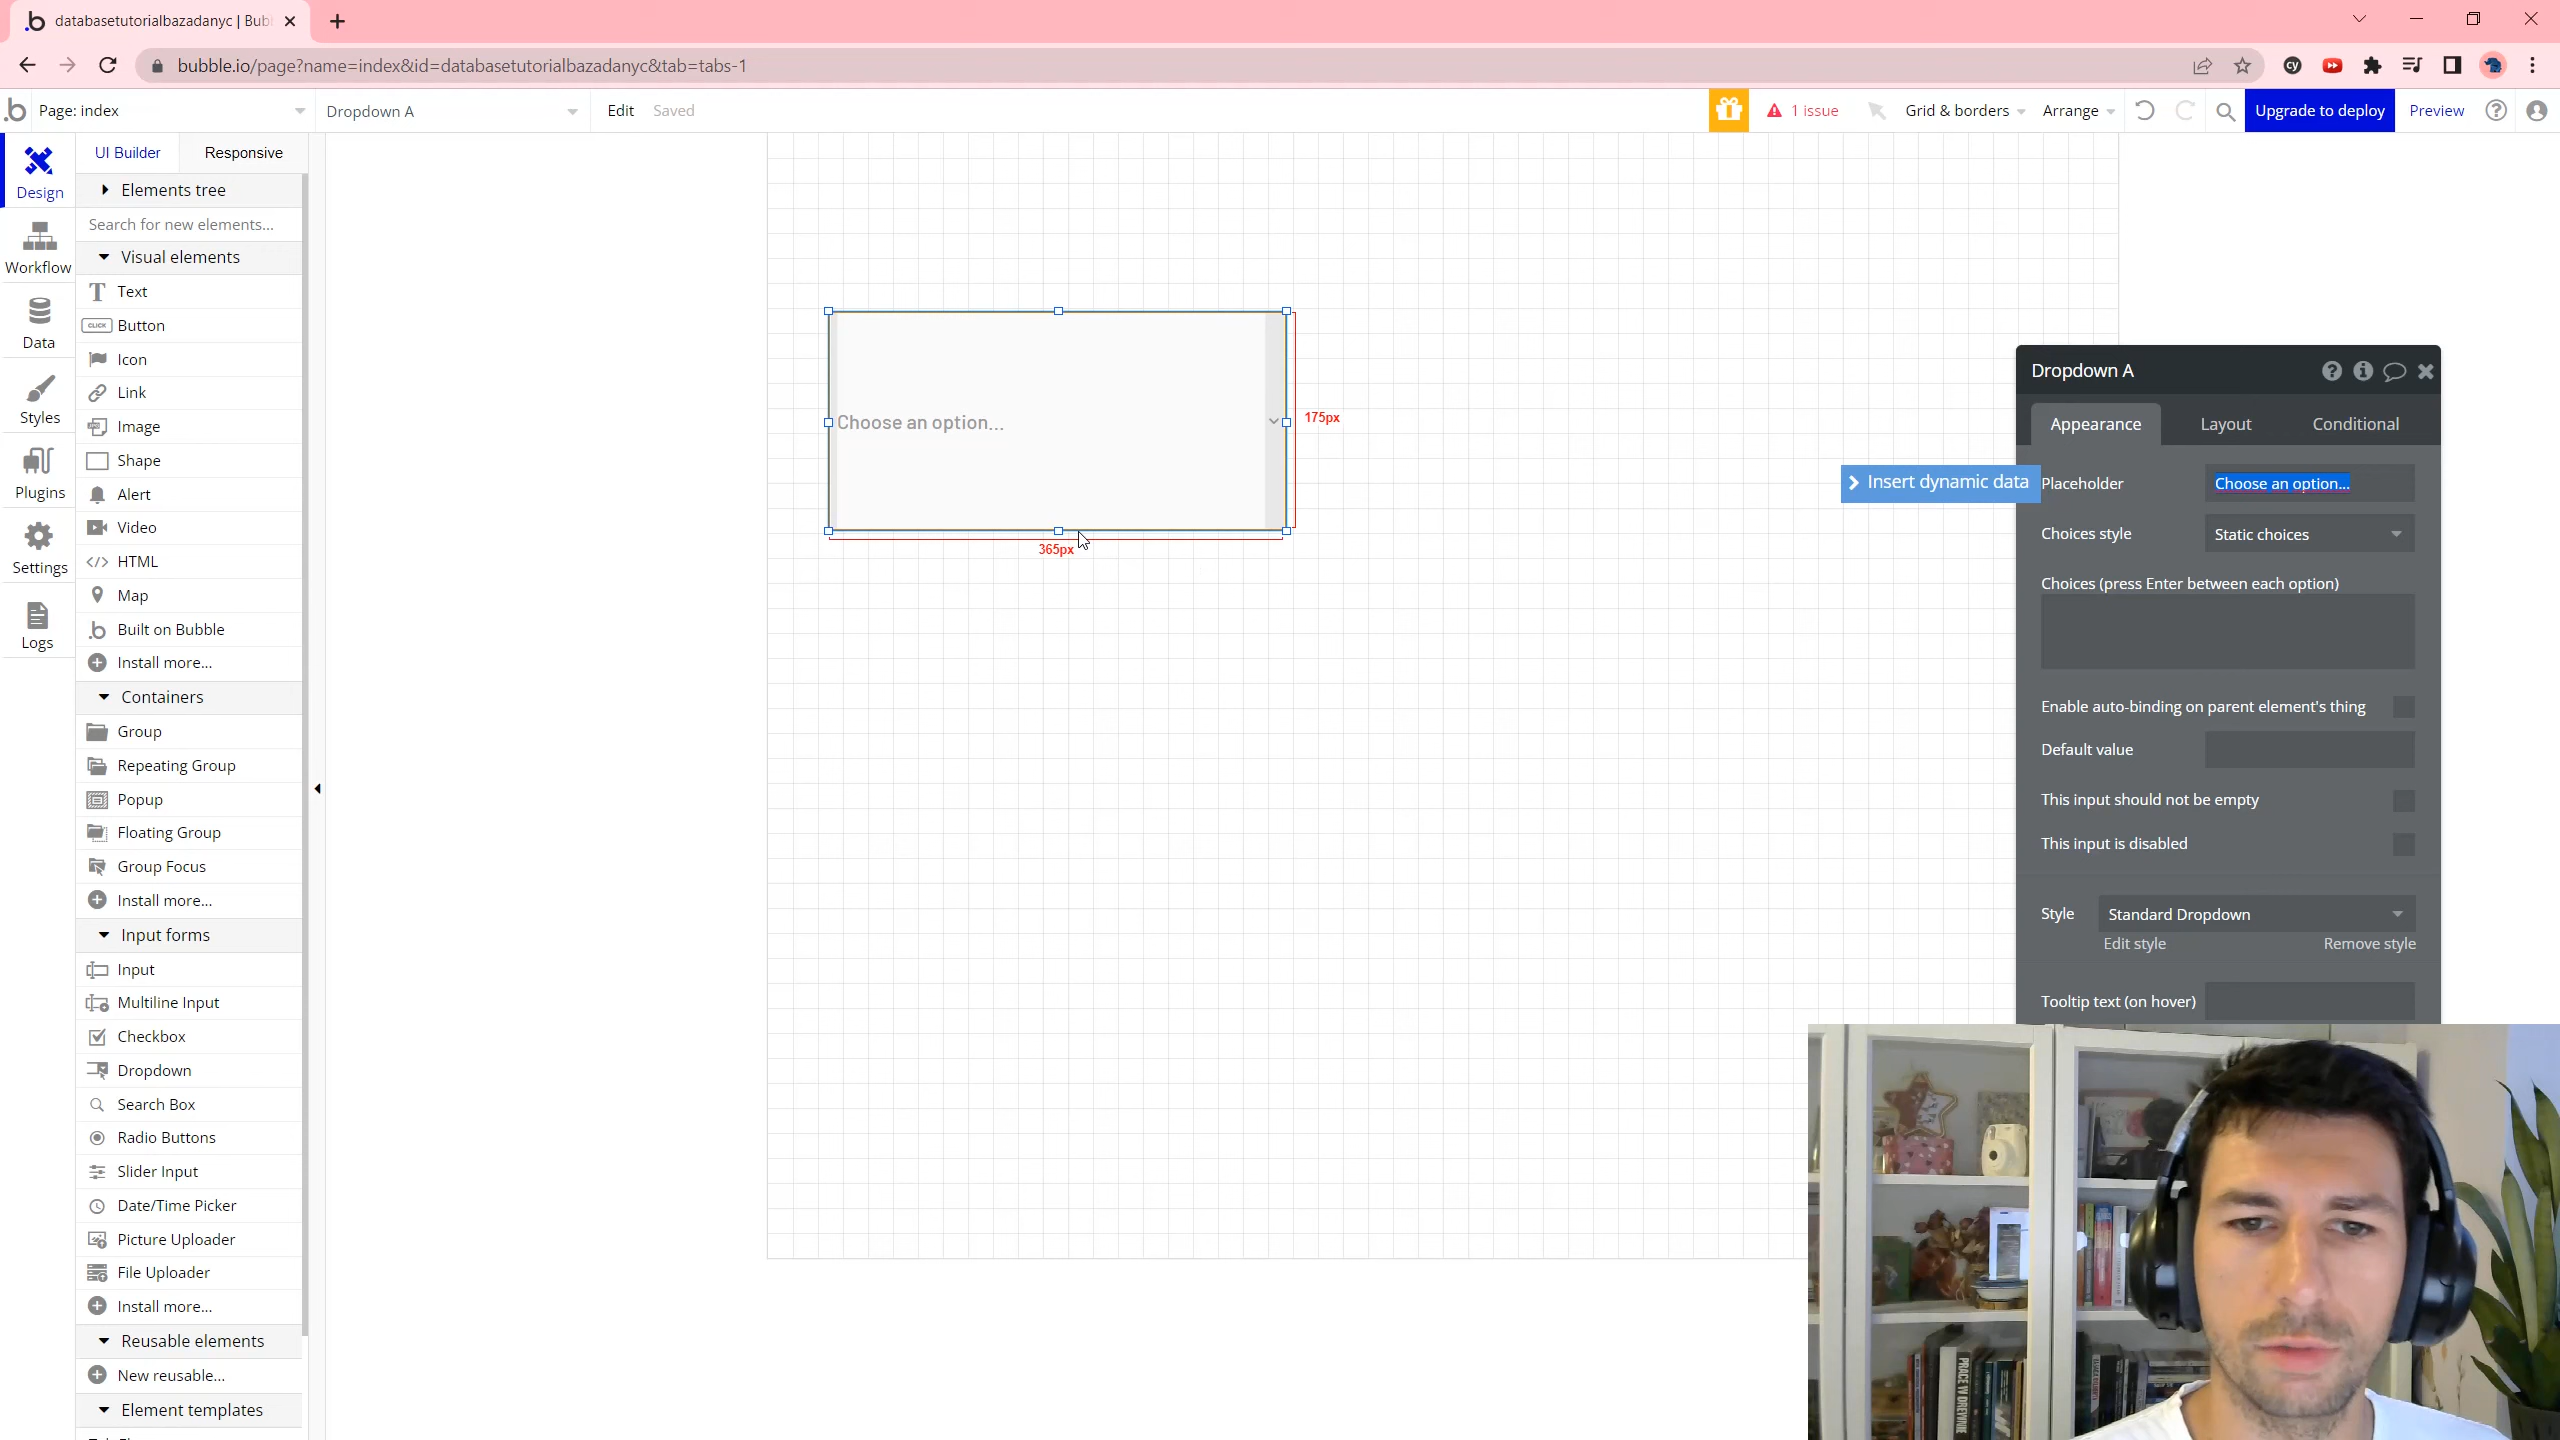 databasetutorialbazadanyc | Bub
bubble.io/page?name=index&id=databasetutorialbazadanyc&tab=tabs-1
Page: index
Dropdown A
Edit
Saved
1 issue
Grid & borders
Arrange
Upgrade to deploy
Preview
Design
Workflow
Data
Styles
Plugins
Settings
Logs
UI Builder
Responsive
Elements tree
Search for new elements...
Visual elements
Text
CLICK Button
Icon
Link
Image
Shape
Alert
Video
HTML
Map
Built on Bubble
Install more...
Containers
Group
Repeating Group
Popup
Floating Group
Group Focus
Install more...
Input forms
Input
Multiline Input
Checkbox
Dropdown
Search Box
Radio Buttons
Slider Input
Date/Time Picker
Picture Uploader
File Uploader
Install more...
Reusable elements
New reusable...
Element templates
Choose an option...
175px
365px
Insert dynamic data
Dropdown A
Appearance
Layout
Conditional
Placeholder
Choose an option...
Choices style
Static choices
Choices (press Enter between each option)
Enable auto-binding on parent element's thing
Default value
This input should not be empty
This input is disabled
Style
Standard Dropdown
Edit style
Remove style
Tooltip text (on hover)
PRACE VV DREVNINE